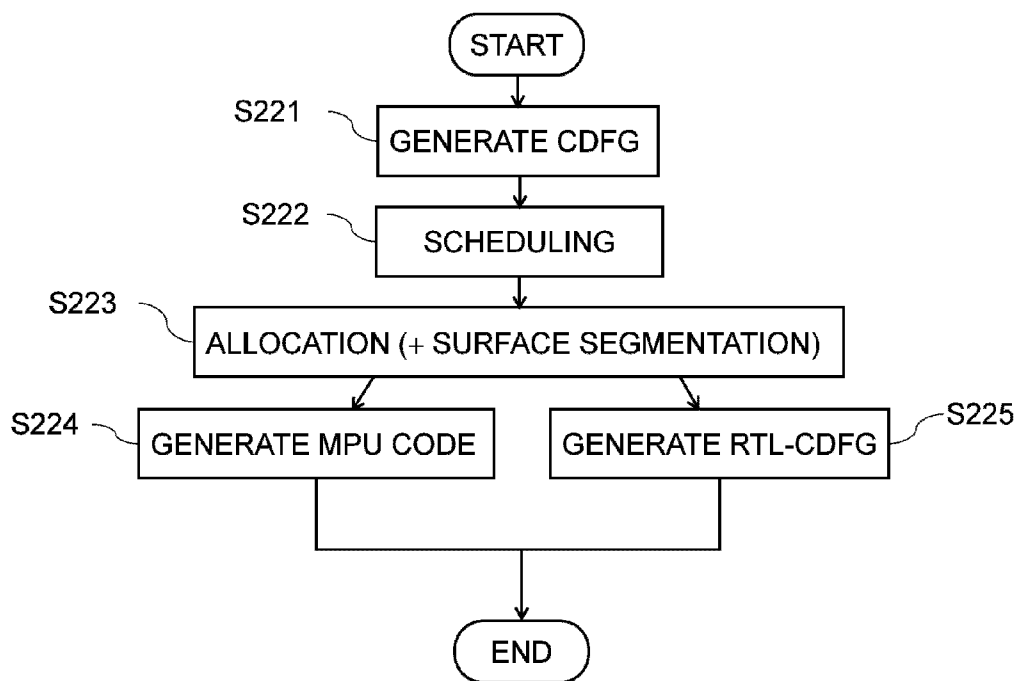 START
S221
GENERATE CDFG
S222
SCHEDULING
S223
ALLOCATION (+ SURFACE SEGMENTATION)
S224
GENERATE MPU CODE
GENERATE RTL-CDFG
S225
END